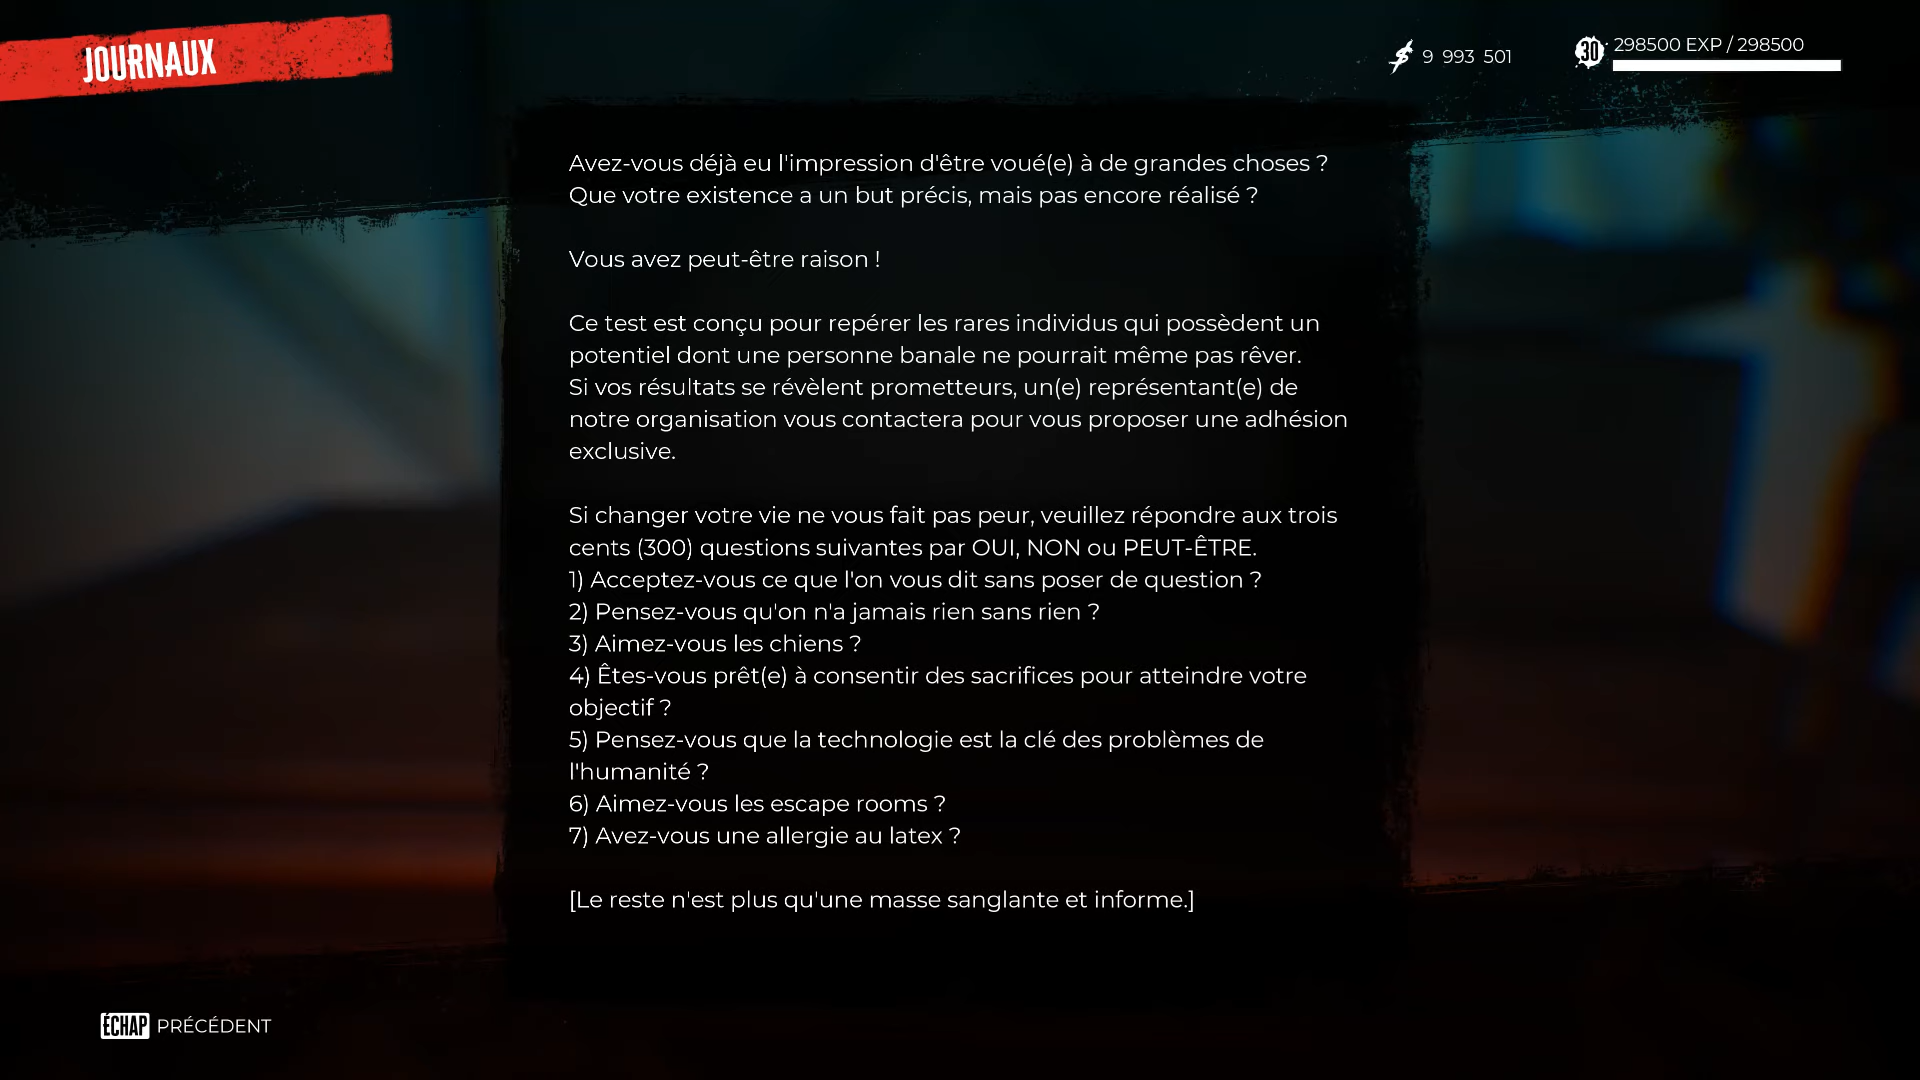 JOURNAUX
9 993 501
30
298500 EXP / 298500
Avez-vous déjà eu l'impression d'être voué(e) à de grandes choses ?
Que votre existence a un but précis, mais pas encore réalisé ?
Vous avez peut-être raison !
Ce test est conçu pour repérer les rares individus qui possèdent un
potentiel dont une personne banale ne pourrait même pas rêver.
Si vos résultats se révèlent prometteurs, un(e) représentant(e) de
notre organisation vous contactera pour vous proposer une adhésion
exclusive.
Si changer votre vie ne vous fait pas peur, veuillez répondre aux trois
cents (300) questions suivantes par OUI, NON ou PEUT-ÊTRE.
1) Acceptez-vous ce que l'on vous dit sans poser de question ?
2) Pensez-vous qu'on n'a jamais rien sans rien ?
3) Aimez-vous les chiens ?
4) Êtes-vous prêt(e) à consentir des sacrifices pour atteindre votre
objectif ?
5) Pensez-vous que la technologie est la clé des problèmes de
l'humanité ?
6) Aimez-vous les escape rooms ?
7) Avez-vous une allergie au latex ?
[Le reste n'est plus qu'une masse sanglante et informe.]
ÉCHAP PRÉCÉDENT